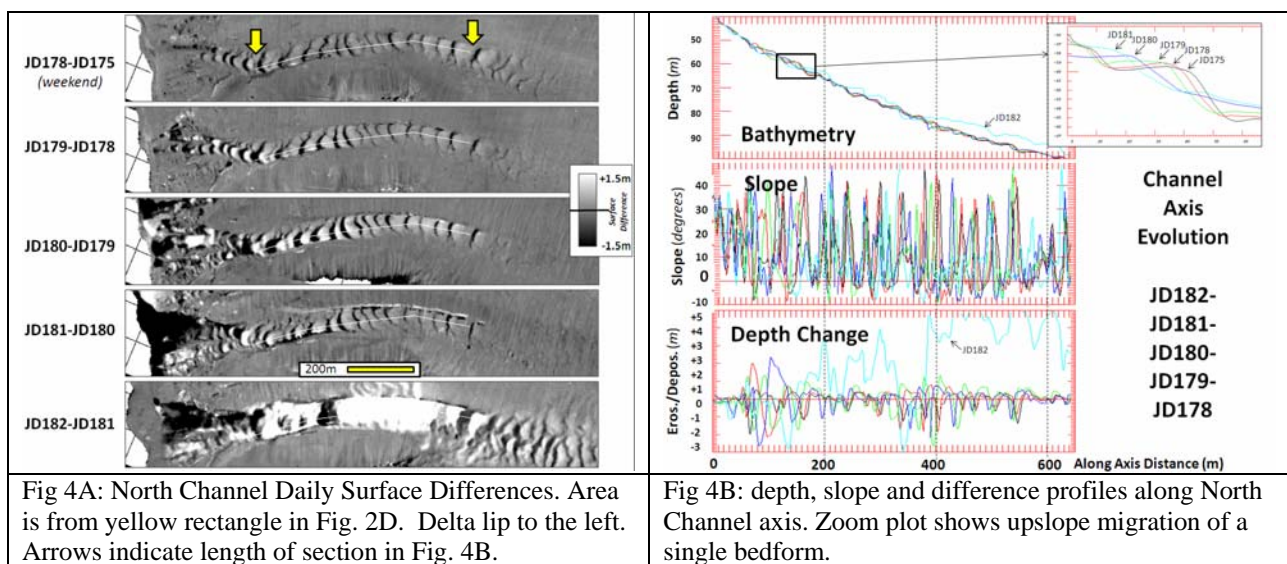 JD178-JD175
(weekend)
JD179-JD178
JD180-JD179
JD181-JD180
JD182-JD181
+1.5m
Surface
Difference
-1.5m
200m
50
60
70
80
90
Depth (m)
Bathymetry
JD182
JD181
JD180
JD179
JD178
JD175
40
30
20
10
0
-10
Slope (degrees)
Slope
+5
+4
+3
+2
+1
0
-1
-2
-3
Eros./Depos. (m)
Depth Change
JD182
0
200
400
600
Along Axis Distance (m)
Channel
Axis
Evolution
JD182-
JD181-
JD180-
JD179-
JD178
Fig 4A: North Channel Daily Surface Differences. Area
is from yellow rectangle in Fig. 2D. Delta lip to the left.
Arrows indicate length of section in Fig. 4B.
Fig 4B: depth, slope and difference profiles along North
Channel axis. Zoom plot shows upslope migration of a
single bedform.